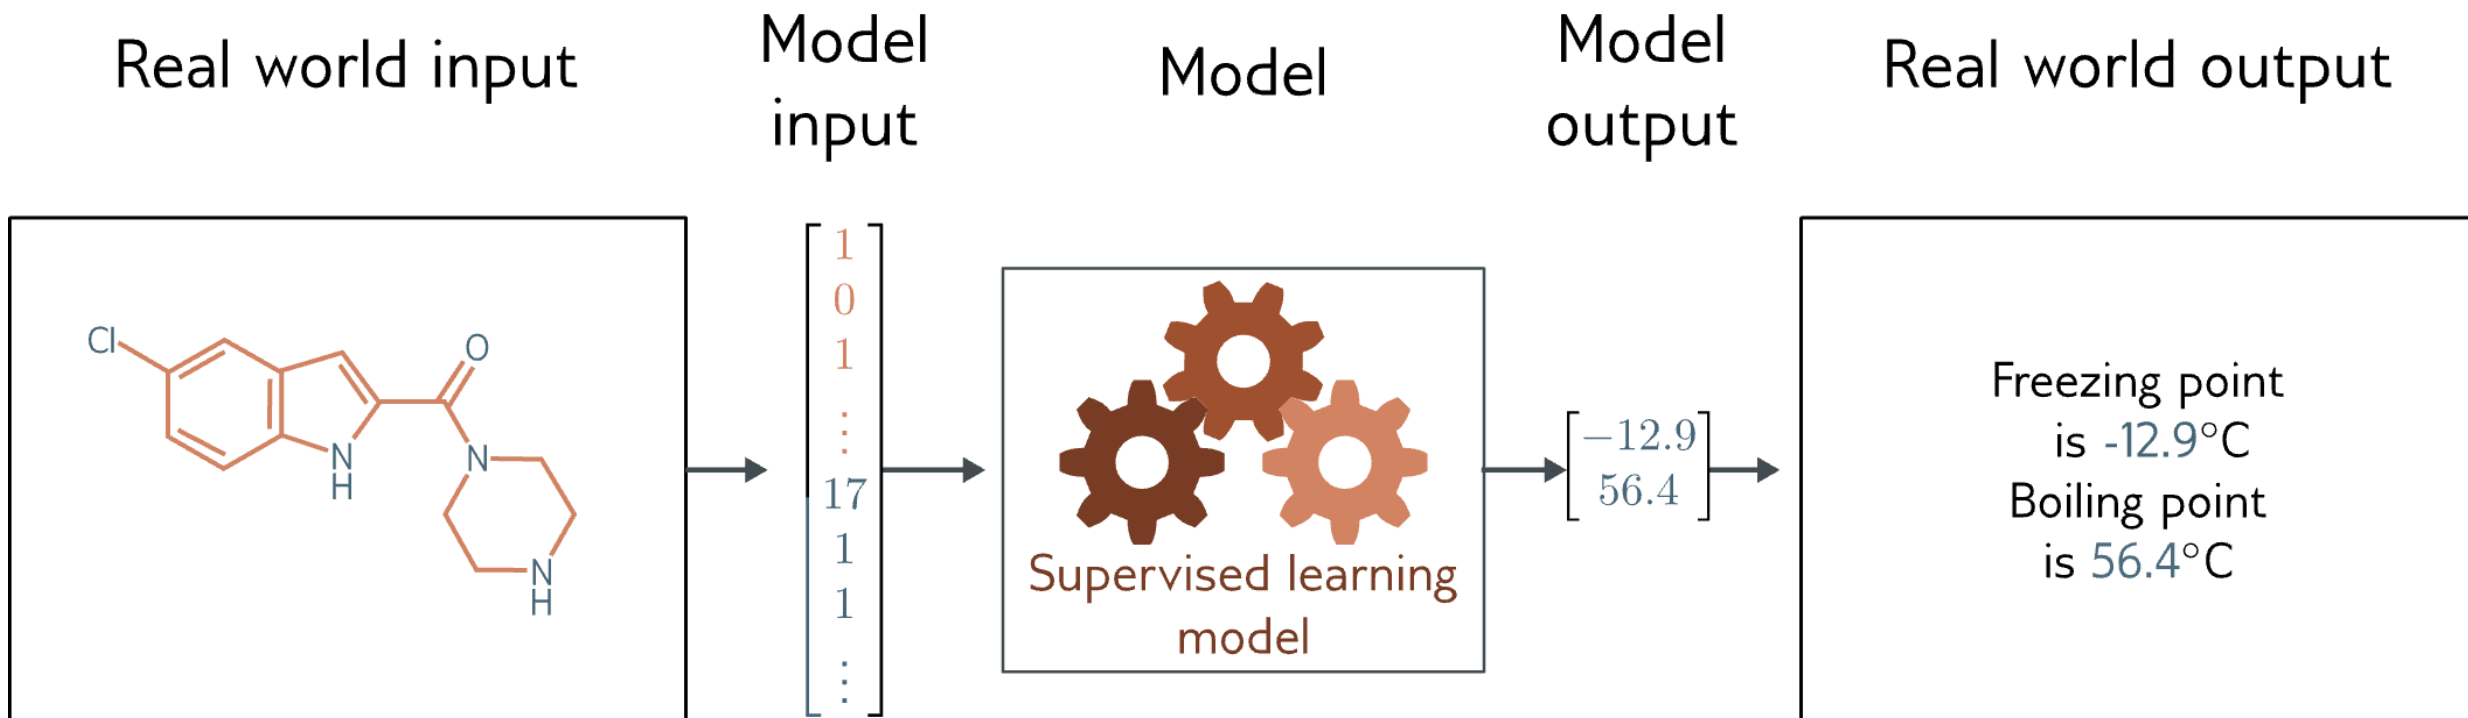 Real world input
Model
input
Model
Model
output
Real world output
Cl
O
N
H
N
N
H
1
0
1
⋮
17
1
1
⋮
Supervised learning
model
−12.9
56.4
Freezing point
is -12.9°C
Boiling point
is 56.4°C